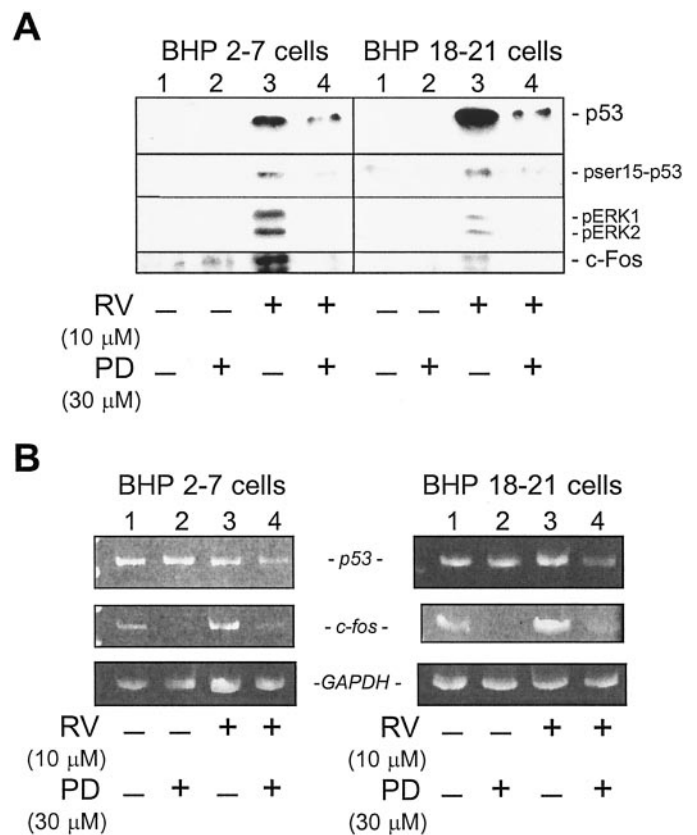 A
BHP 2-7 cells BHP 18-21 cells
1 2 3 4 1 2 3 4
- p53
- pser15-p53
- pERK1
- pERK2
- c-Fos
RV — — + + — — + +
(10 µM)
PD — + — + — + — +
(30 µM)
B
BHP 2-7 cells BHP 18-21 cells
1 2 3 4 1 2 3 4
- p53 -
- c-fos -
-GAPDH -
RV — — + + RV — — + +
(10 µM) (10 µM)
PD — + — + PD — + — +
(30 µM) (30 µM)